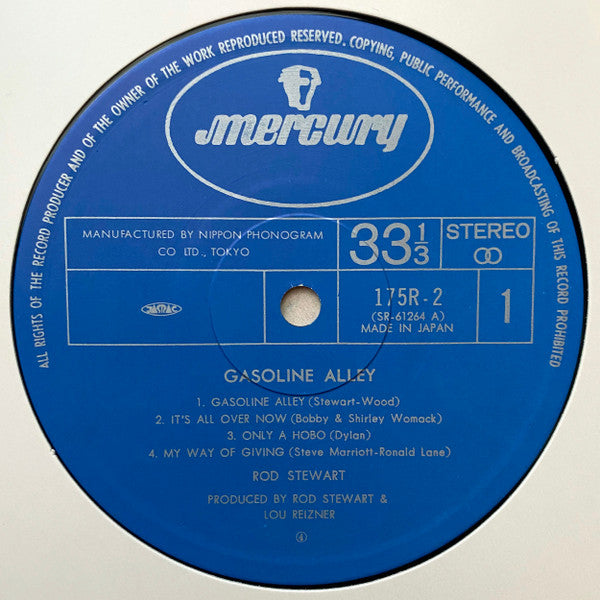 ALL RIGHTS OF THE RECORD PRODUCER AND OF THE OWNER OF THE WORK REPRODUCED RESERVED. COPYING, PUBLIC PERFORMANCE AND BROADCASTING OF THIS RECORD PROHIBITED
mercury
MANUFACTURED BY NIPPON PHONOGRAM
CO LTD., TOKYO
33 1/3
STEREO
JASRAC
175R-2
(SR-61264 A)
MADE IN JAPAN
1
GASOLINE ALLEY
1. GASOLINE ALLEY (Stewart-Wood)
2. IT'S ALL OVER NOW (Bobby & Shirley Womack)
3. ONLY A HOBO (Dylan)
4. MY WAY OF GIVING (Steve Marriott-Ronald Lane)
ROD STEWART
PRODUCED BY ROD STEWART &
LOU REIZNER
④